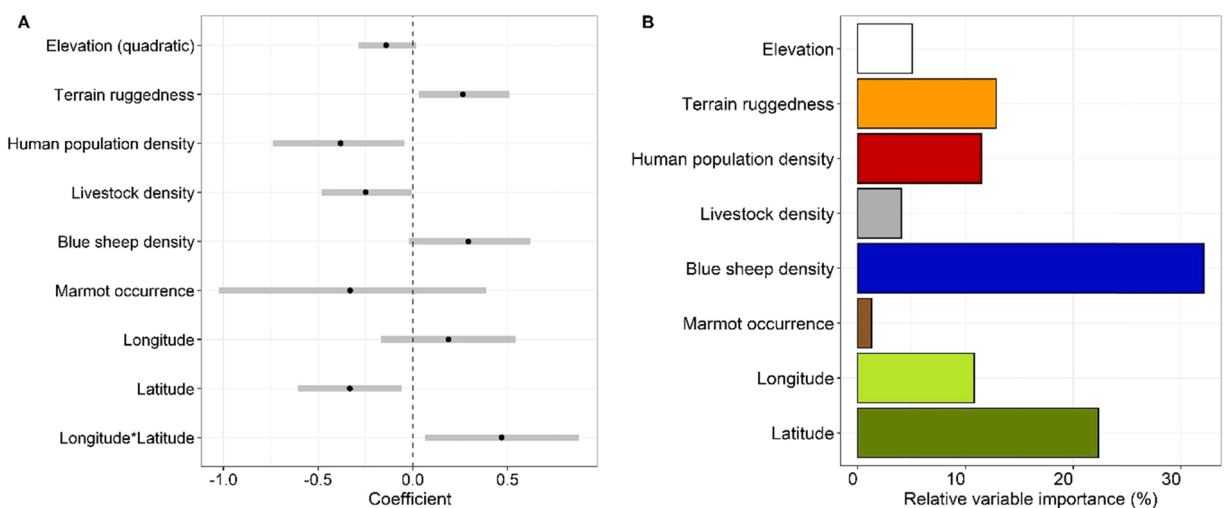 A
Elevation (quadratic)
Terrain ruggedness
Human population density
Livestock density
Blue sheep density
Marmot occurrence
Longitude
Latitude
Longitude*Latitude
-1.0 -0.5 0.0 0.5
Coefficient
B
Elevation
Terrain ruggedness
Human population density
Livestock density
Blue sheep density
Marmot occurrence
Longitude
Latitude
0 10 20 30
Relative variable importance (%)